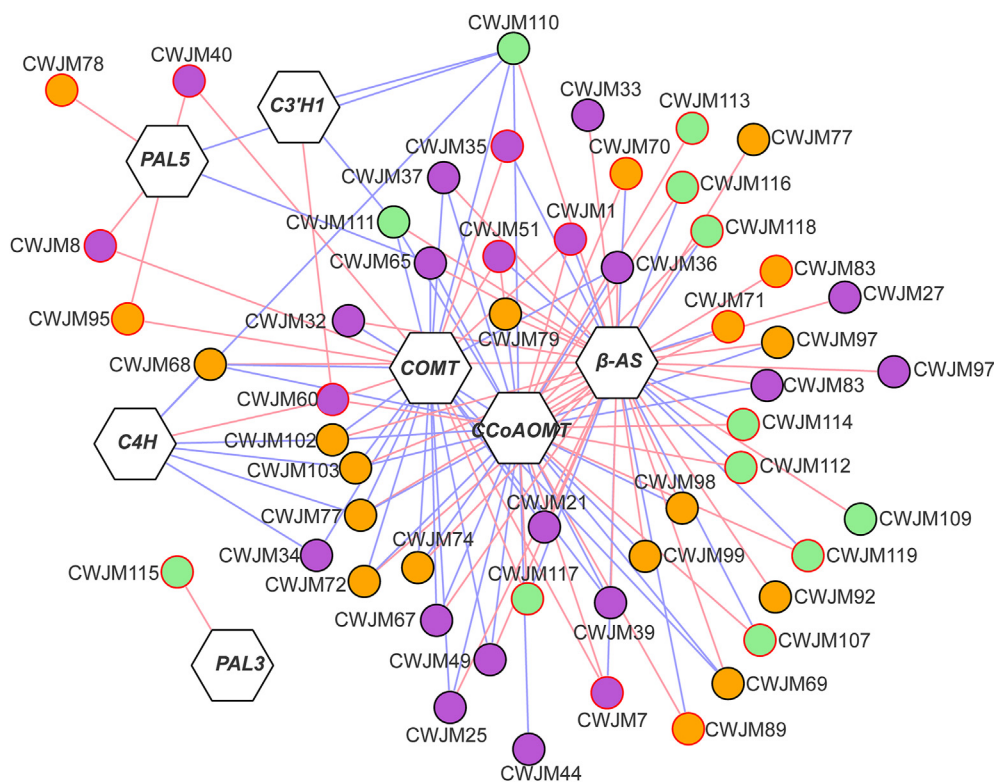 CWJM110
CWJM40
CWJM78
CWJM33
C3'H1
CWJM113
CWJM35
CWJM70
CWJM77
PAL5
CWJM37
CWJM116
CWJM111
CWJM51
CWJM1
CWJM118
CWJM8
CWJM65
CWJM36
CWJM83
CWJM27
CWJM71
CWJM95
CWJM32
CWJM79
CWJM97
CWJM68
COMT
β-AS
CWJM97
CWJM83
CWJM60
CCoAOMT
CWJM114
C4H
CWJM102
CWJM112
CWJM103
CWJM98
CWJM21
CWJM77
CWJM109
CWJM74
CWJM34
CWJM99
CWJM119
CWJM115
CWJM72
CWJM117
CWJM92
CWJM67
CWJM39
CWJM107
PAL3
CWJM49
CWJM69
CWJM7
CWJM25
CWJM89
CWJM44